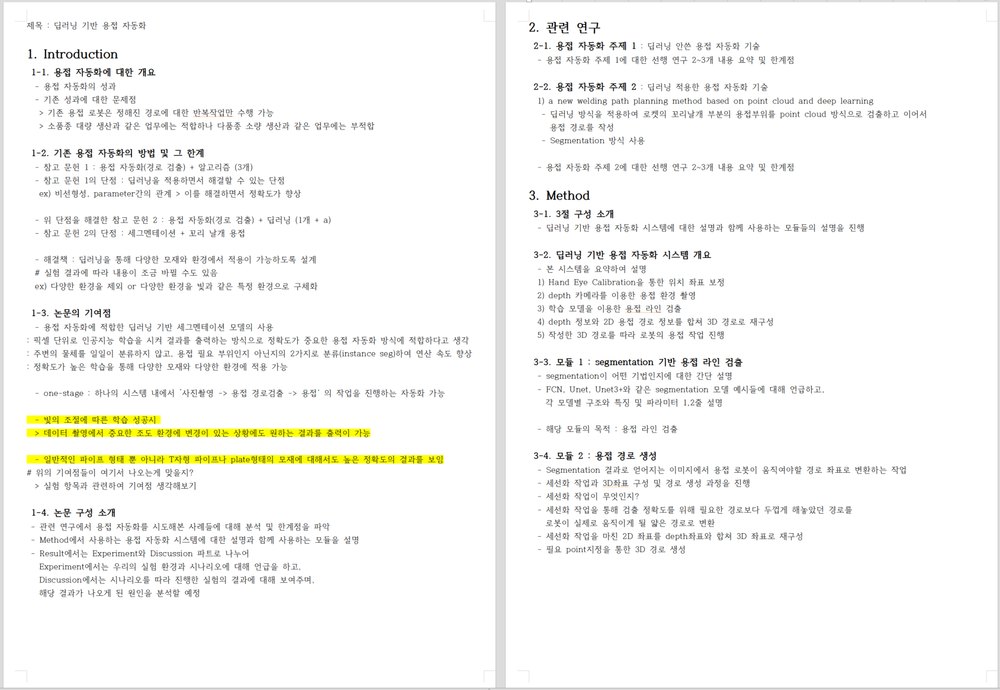 제목 : 딥러닝 기반 용접 자동화
1. Introduction
1-1. 용접 자동화에 대한 개요
- 용접 자동화의 성과
- 기존 성과에 대한 문제점
> 기존 용접 로봇은 정해진 경로에 대한 반복작업만 수행 가능
> 소품종 대량 생산과 같은 업무에는 적합하나 다품종 소량 생산과 같은 업무에는 부적합
1-2. 기존 용접 자동화의 방법 및 그 한계
- 참고 문헌 1 : 용접 자동화(경로 검출) + 알고리즘 (3개)
- 참고 문헌 1의 단점 : 딥러닝을 적용하면서 해결할 수 있는 단점
ex) 비선형성, parameter간의 관계 > 이를 해결하면서 정확도가 향상
- 위 단점을 해결한 참고 문헌 2 : 용접 자동화(경로 검출) + 딥러닝 (1개 + a)
- 참고 문헌 2의 단점 : 세그멘테이션 + 꼬리 날개 용접
- 해결책 : 딥러닝을 통해 다양한 모재와 환경에서 적용이 가능하도록 설계
# 실험 결과에 따라 내용이 조금 바뀔 수도 있음
ex) 다양한 환경을 제외 or 다양한 환경을 빛과 같은 특정 환경으로 구체화
1-3. 논문의 기여점
- 용접 자동화에 적합한 딥러닝 기반 세그멘테이션 모델의 사용
: 픽셀 단위로 인공지능 학습을 시켜 결과를 출력하는 방식으로 정확도가 중요한 용접 자동화 방식에 적합하다고 생각
: 주변의 물체를 일일이 분류하지 않고, 용접 필요 부위인지 아닌지의 2가지로 분류(instance seg)하여 연산 속도 향상
: 정확도가 높은 학습을 통해 다양한 모재와 다양한 환경에 적용 가능
- one-stage : 하나의 시스템 내에서 '사진촬영 -> 용접 경로검출 -> 용접' 의 작업을 진행하는 자동화 가능
- 빛의 조절에 따른 학습 성공시
> 데이터 촬영에서 중요한 조도 환경에 변경이 있는 상황에도 원하는 결과를 출력이 가능
- 일반적인 파이프 형태 뿐 아니라 T자형 파이프나 plate형태의 모재에 대해서도 높은 정확도의 결과를 보임
# 위의 기여점들이 여기서 나오는게 맞을지?
> 실험 항목과 관련하여 기여점 생각해보기
1-4. 논문 구성 소개
- 관련 연구에서 용접 자동화를 시도해본 사례들에 대해 분석 및 한계점을 파악
- Method에서 사용하는 용접 자동화 시스템에 대한 설명과 함께 사용하는 모듈을 설명
- Result에서는 Experiment와 Discussion 파트로 나누어
Experiment에서는 우리의 실험 환경과 시나리오에 대해 언급을 하고,
Discussion에서는 시나리오를 따라 진행한 실험의 결과에 대해 보여주며,
해당 결과가 나오게 된 원인을 분석할 예정
2. 관련 연구
2-1. 용접 자동화 주제 1 : 딥러닝 안쓴 용접 자동화 기술
- 용접 자동화 주제 1에 대한 선행 연구 2~3개 내용 요약 및 한계점
2-2. 용접 자동화 주제 2 : 딥러닝 적용한 용접 자동화 기술
1) a new welding path planning method based on point cloud and deep learning
- 딥러닝 방식을 적용하여 로켓의 꼬리날개 부분의 용접부위를 point cloud 방식으로 검출하고 이어서
용접 경로를 작성
- Segmentation 방식 사용
- 용접 자동화 주제 2에 대한 선행 연구 2~3개 내용 요약 및 한계점
3. Method
3-1. 3절 구성 소개
- 딥러닝 기반 용접 자동화 시스템에 대한 설명과 함께 사용하는 모듈들의 설명을 진행
3-2. 딥러닝 기반 용접 자동화 시스템 개요
- 본 시스템을 요약하여 설명
1) Hand Eye Calibration을 통한 위치 좌표 보정
2) depth 카메라를 이용한 용접 환경 촬영
3) 학습 모델을 이용한 용접 라인 검출
4) depth 정보와 2D 용접 경로 정보를 합쳐 3D 경로로 재구성
5) 작성한 3D 경로를 따라 로봇의 용접 작업 진행
3-3. 모듈 1 : segmentation 기반 용접 라인 검출
- segmentation이 어떤 기법인지에 대한 간단 설명
- FCN, Unet, Unet3+와 같은 segmentation 모델 예시들에 대해 언급하고,
각 모델별 구조와 특징 및 파라미터 1,2줄 설명
- 해당 모듈의 목적 : 용접 라인 검출
3-4. 모듈 2 : 용접 경로 생성
- Segmentation 결과로 얻어지는 이미지에서 용접 로봇이 움직여야할 경로 좌표로 변환하는 작업
- 세선화 작업과 3D좌표 구성 및 경로 생성 과정을 진행
- 세선화 작업이 무엇인지?
- 세선화 작업을 통해 검출 정확도를 위해 필요한 경로보다 두껍게 해놓았던 경로를
로봇이 실제로 움직이게 될 얇은 경로로 변환
- 세선화 작업을 마친 2D 좌표를 depth좌표와 합쳐 3D 좌표로 재구성
- 필요 point지정을 통한 3D 경로 생성